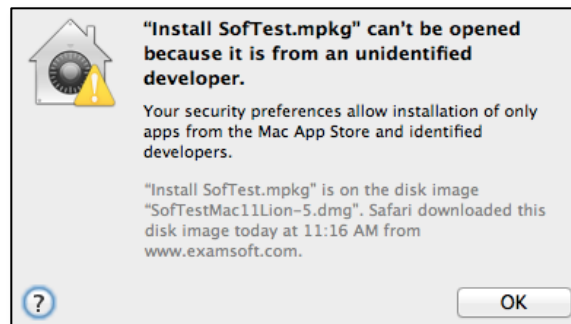 “Install SofTest.mpkg” can’t be opened
because it is from an unidentified
developer.
Your security preferences allow installation of only
apps from the Mac App Store and identified
developers.
“Install SofTest.mpkg” is on the disk image
“SofTestMac11Lion-5.dmg”. Safari downloaded this
disk image today at 11:16 AM from
www.examsoft.com.
?
OK